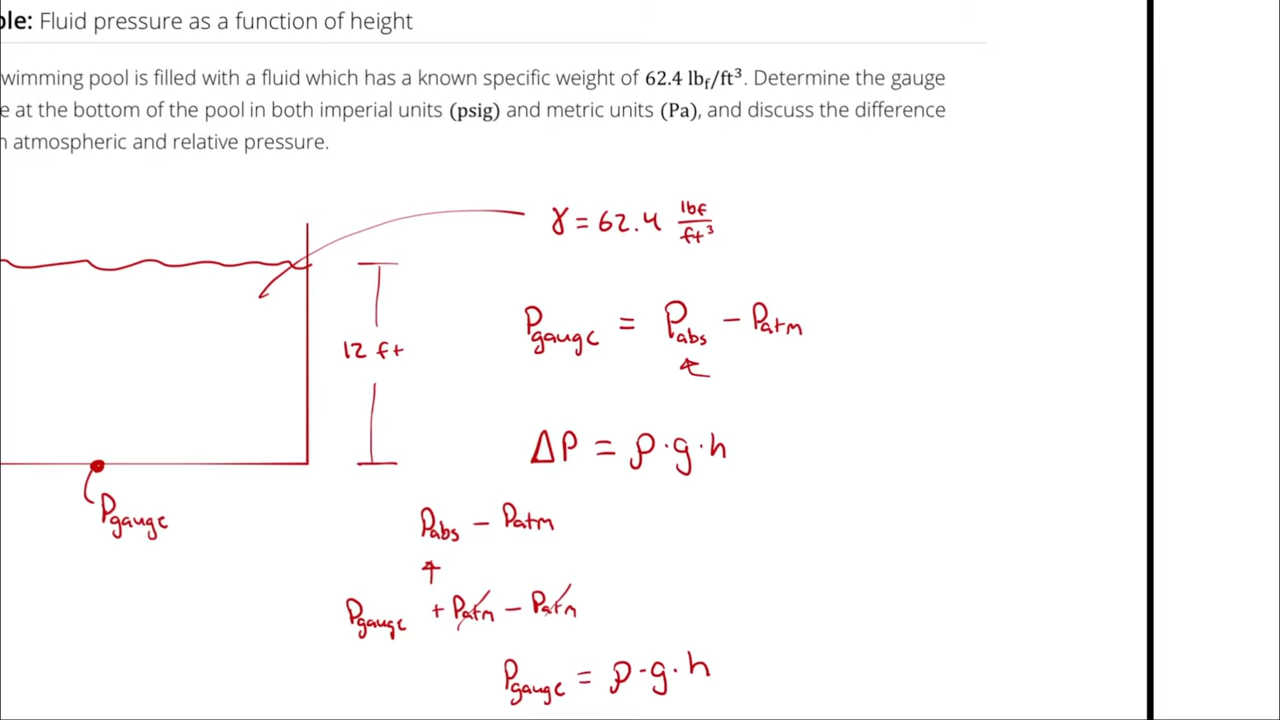 ole: Fluid pressure as a function of height
wimming pool is filled with a fluid which has a known specific weight of 62.4 lbf/ft³. Determine the gauge
e at the bottom of the pool in both imperial units (psig) and metric units (Pa), and discuss the difference
n atmospheric and relative pressure.
γ = 62.4 lbf/ft³
Pgauge = Pabs - Patm
12 ft
ΔP = ρ·g·h
Pgauge
Pabs - Patm
Pgauge + Patm - Patm
Pgauge = ρ·g·h